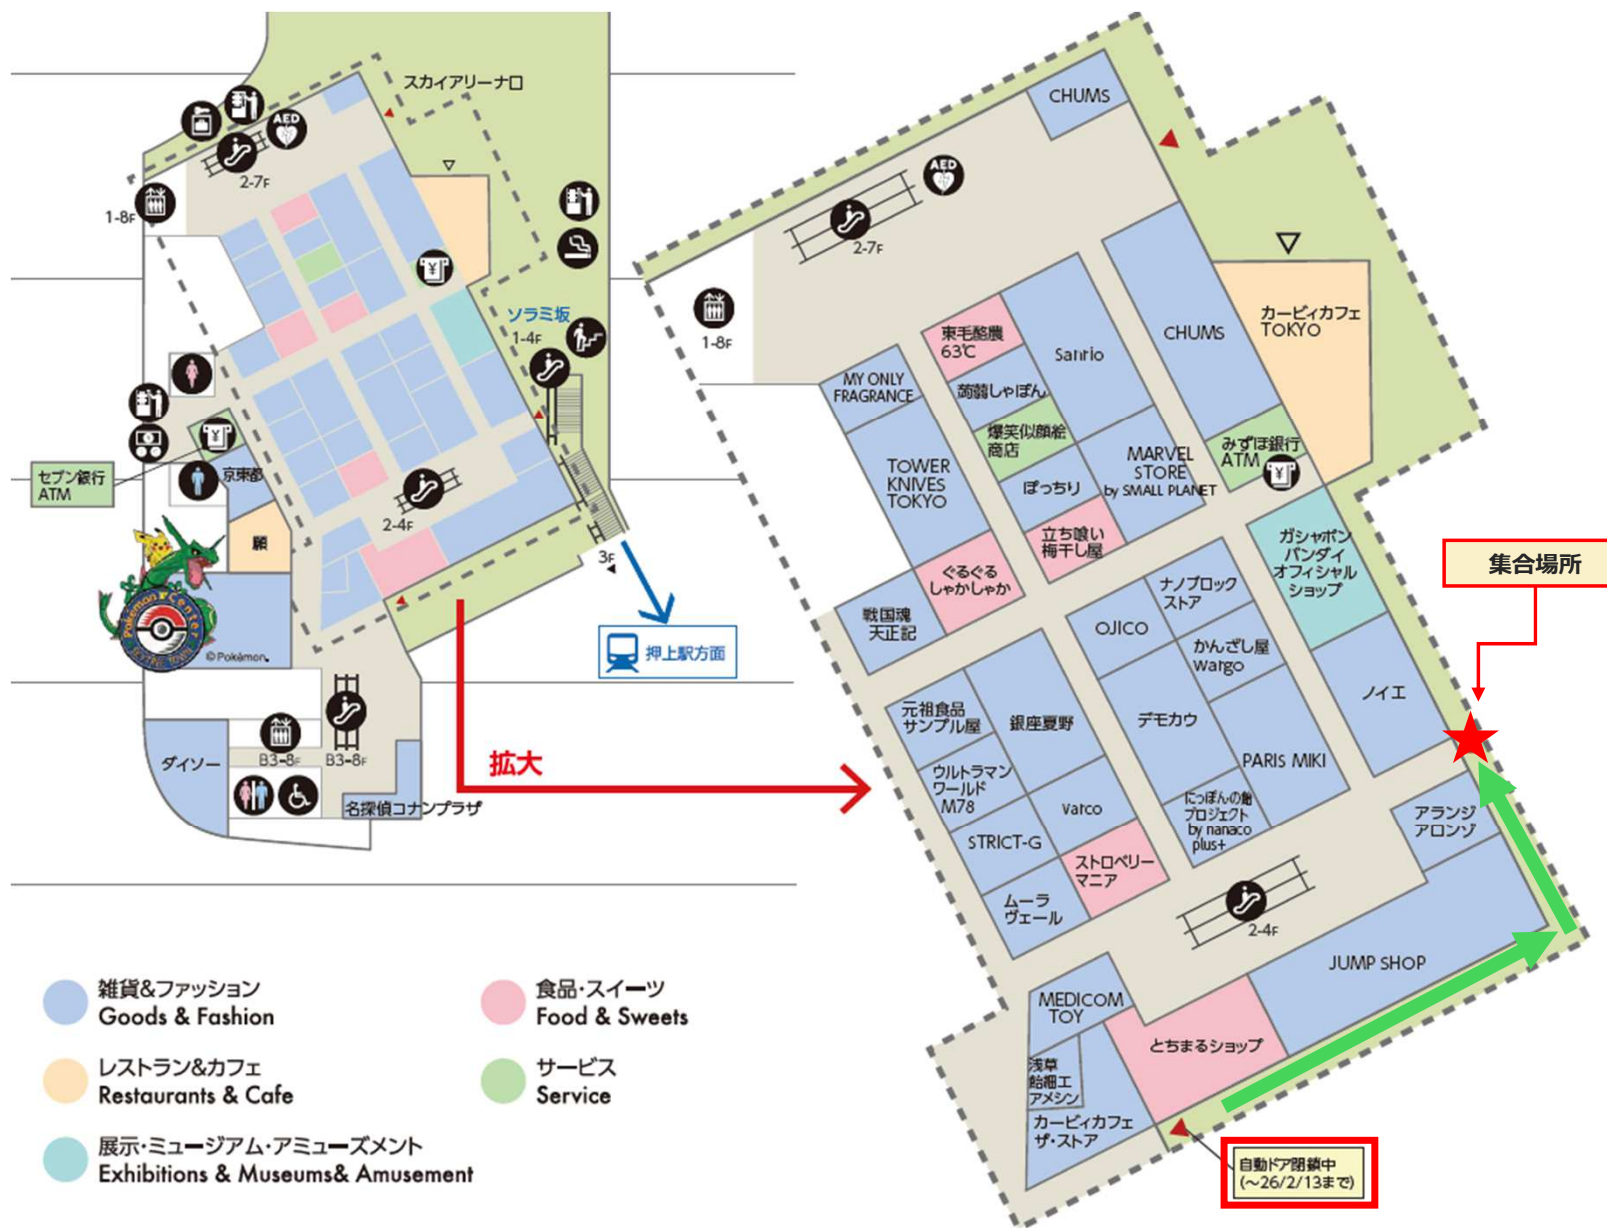 スカイアリーナ口
AED
2-7F
1-8F
ソラミ坂
1-4F
セブン銀行
ATM
京東都
願
2-4F
3F
Pokémon Center
SKYTREE TOWN
©Pokémon.
押上駅方面
ダイソー
B3-8F
B3-8F
名探偵コナンプラザ
拡大
CHUMS
AED
2-7F
1-8F
カービィカフェ
TOKYO
CHUMS
東毛酪農
63℃
Sanrio
MY ONLY
FRAGRANCE
蒟蒻しゃぼん
爆笑似顔絵
商店
みずほ銀行
ATM
TOWER
KNIVES
TOKYO
MARVEL
STORE
by SMALL PLANET
ぽっちり
立ち喰い
梅干し屋
ガシャポン
バンダイ
オフィシャル
ショップ
集合場所
ぐるぐる
しゃかしゃか
ナノブロック
ストア
戦国魂
天正記
OJICO
かんざし屋
wargo
ノイエ
元祖食品
サンプル屋
銀座夏野
デモカウ
PARIS MIKI
ウルトラマン
ワールド
M78
varco
にっぽんの飴
プロジェクト
by nanaco
plus+
アランジ
アロンゾ
STRICT-G
ストロベリー
マニア
ムーラ
ヴェール
2-4F
JUMP SHOP
MEDICOM
TOY
とちまるショップ
浅草
飴細工
アメシン
カービィカフェ
ザ・ストア
自動ドア閉鎖中
(～26/2/13まで)
雑貨&ファッション
Goods & Fashion
食品・スイーツ
Food & Sweets
レストラン&カフェ
Restaurants & Cafe
サービス
Service
展示・ミュージアム・アミューズメント
Exhibitions & Museums& Amusement